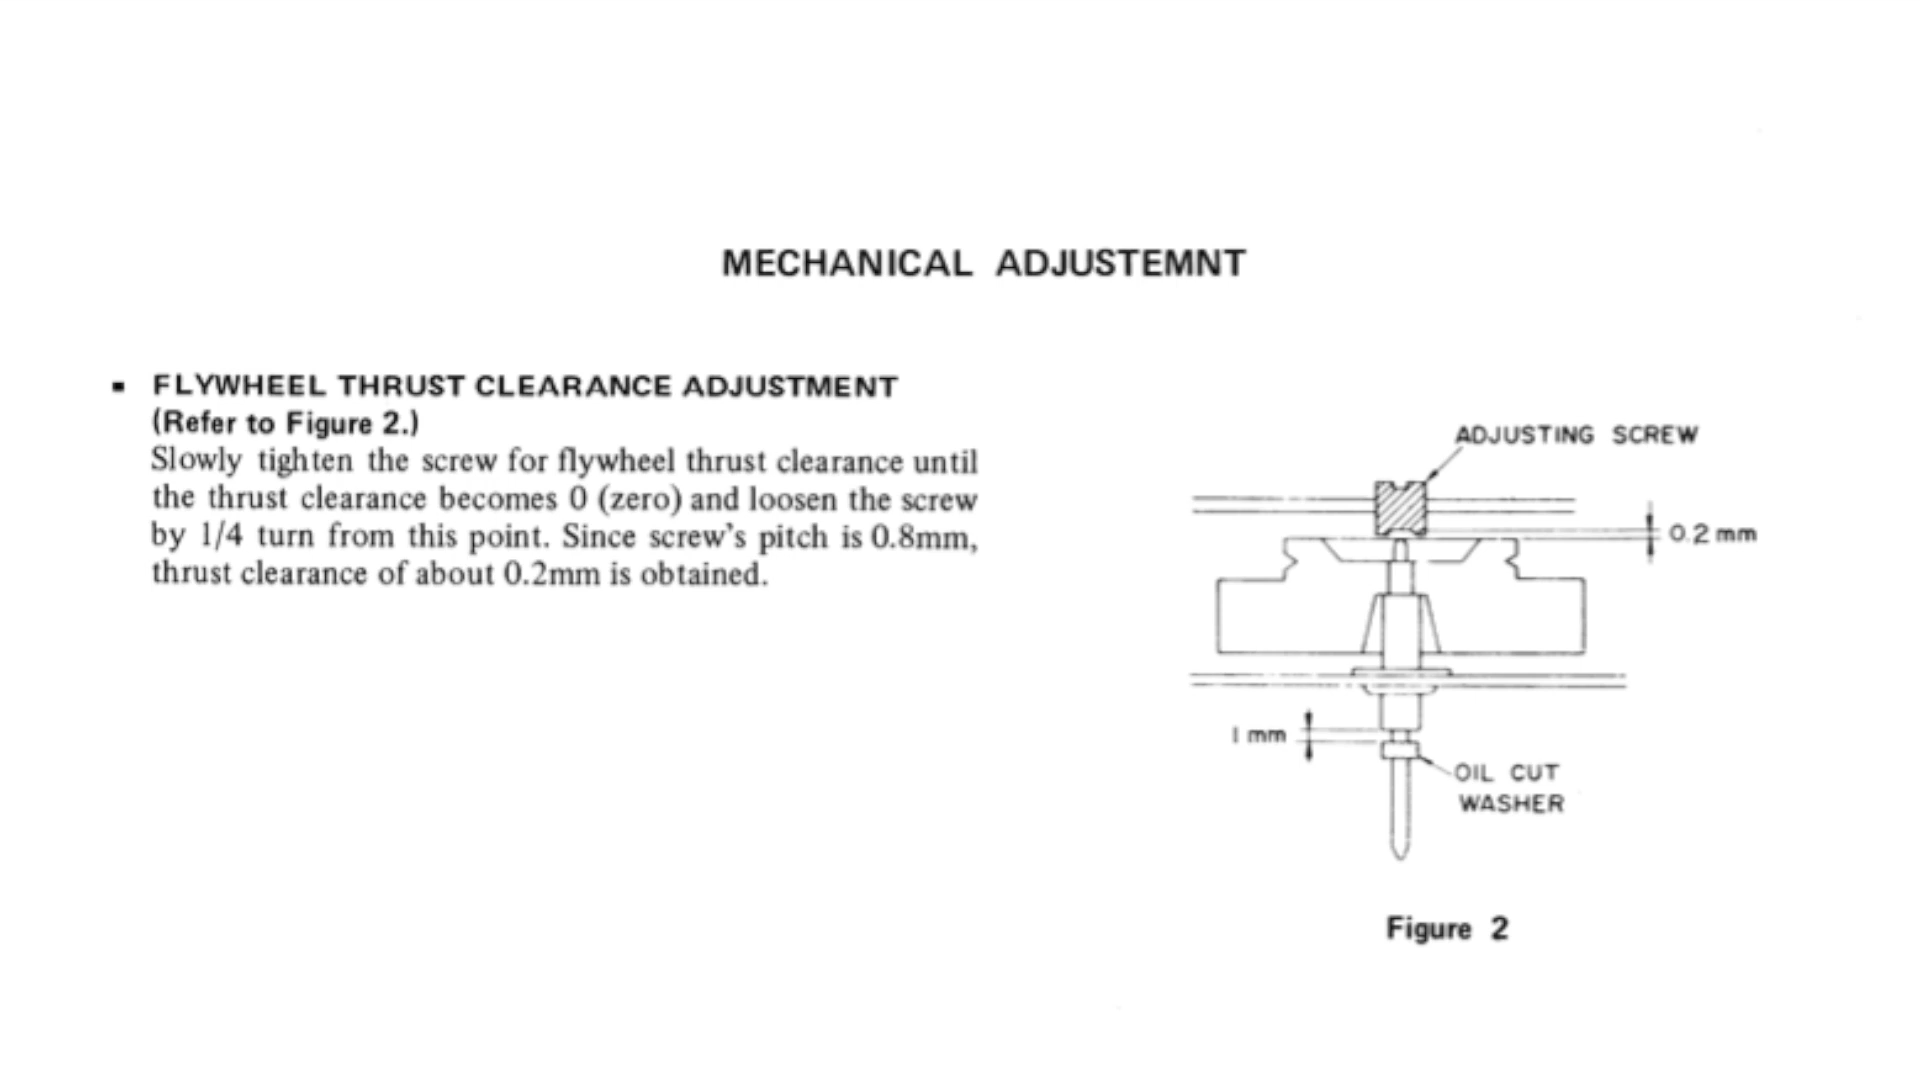 MECHANICAL ADJUSTEMNT
▪ FLYWHEEL THRUST CLEARANCE ADJUSTMENT
(Refer to Figure 2.)
Slowly tighten the screw for flywheel thrust clearance until
the thrust clearance becomes 0 (zero) and loosen the screw
by 1/4 turn from this point. Since screw's pitch is 0.8mm,
thrust clearance of about 0.2mm is obtained.
ADJUSTING SCREW
0.2 mm
1 mm
OIL CUT
WASHER
Figure 2